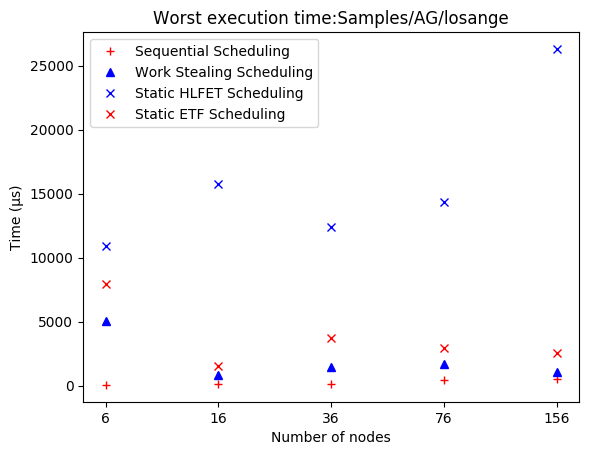 Worst execution time:Samples/AG/losange
Sequential Scheduling
Work Stealing Scheduling
Static HLFET Scheduling
Static ETF Scheduling
Time (µs)
25000
20000
15000
10000
5000
0
6 16 36 76 156
Number of nodes